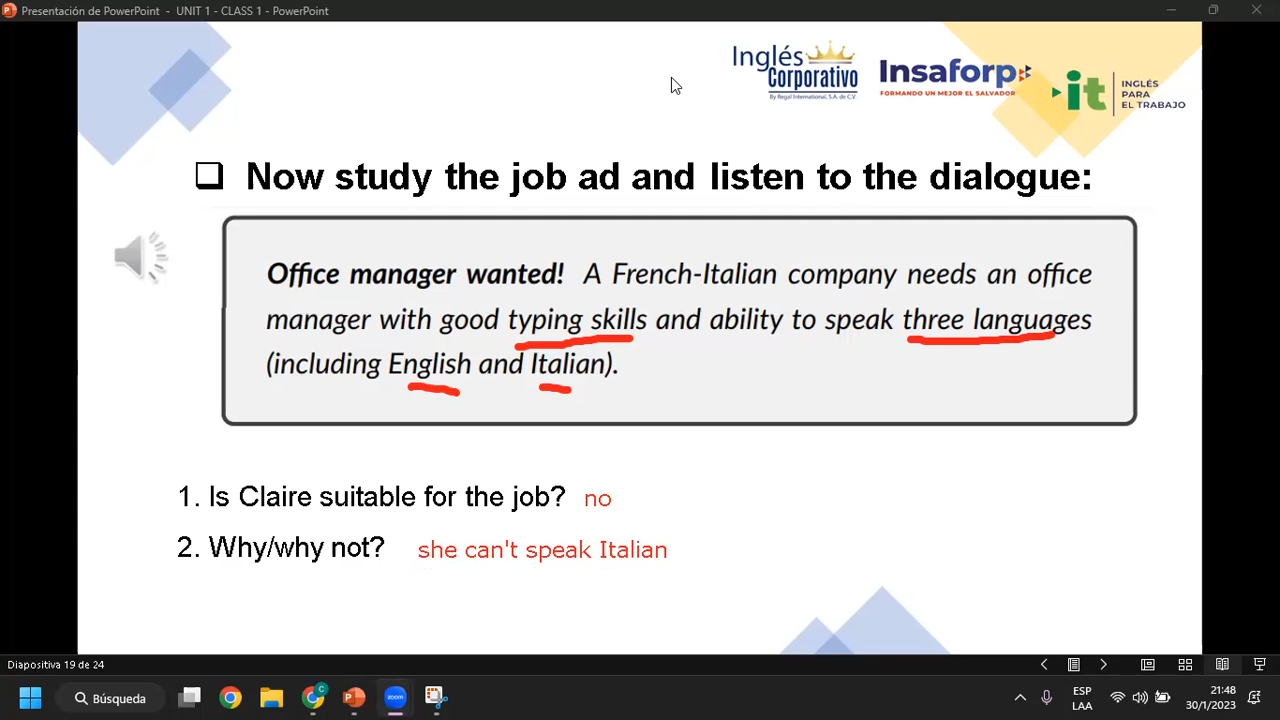 Presentación de PowerPoint - UNIT 1 - CLASS 1 - PowerPoint
Inglés
Corporativo
By Regal International, S.A. de C.V.
Insaforp
FORMANDO UN MEJOR EL SALVADOR
it
INGLÉS
PARA
EL TRABAJO
Now study the job ad and listen to the dialogue:
Office manager wanted! A French-Italian company needs an office
manager with good typing skills and ability to speak three languages
(including English and Italian).
1. Is Claire suitable for the job? no
2. Why/why not? she can't speak Italian
Diapositiva 19 de 24
Búsqueda
C
zoom
ESP
LAA
21:48
30/1/2023